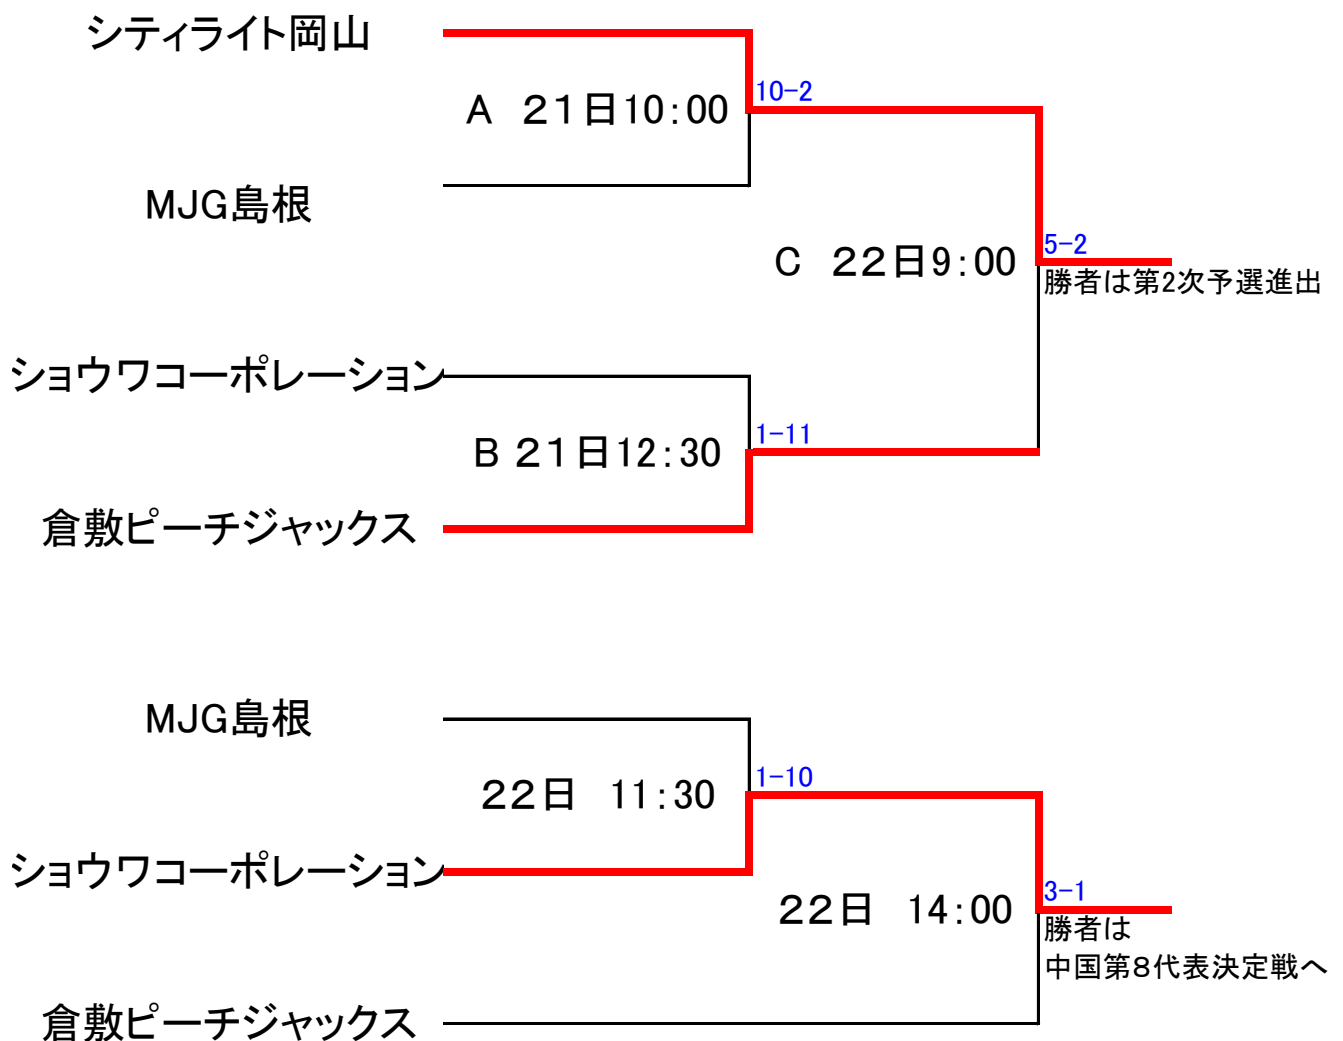 シティライト岡山
A　２１日10:00
10-2
MJG島根
C　２２日9:00
5-2
勝者は第2次予選進出
ショウワコーポレーション
B ２１日12:30
1-11
倉敷ピーチジャックス
MJG島根
２２日　11:30
1-10
ショウワコーポレーション
２２日　14:00
3-1
勝者は
中国第８代表決定戦へ
倉敷ピーチジャックス